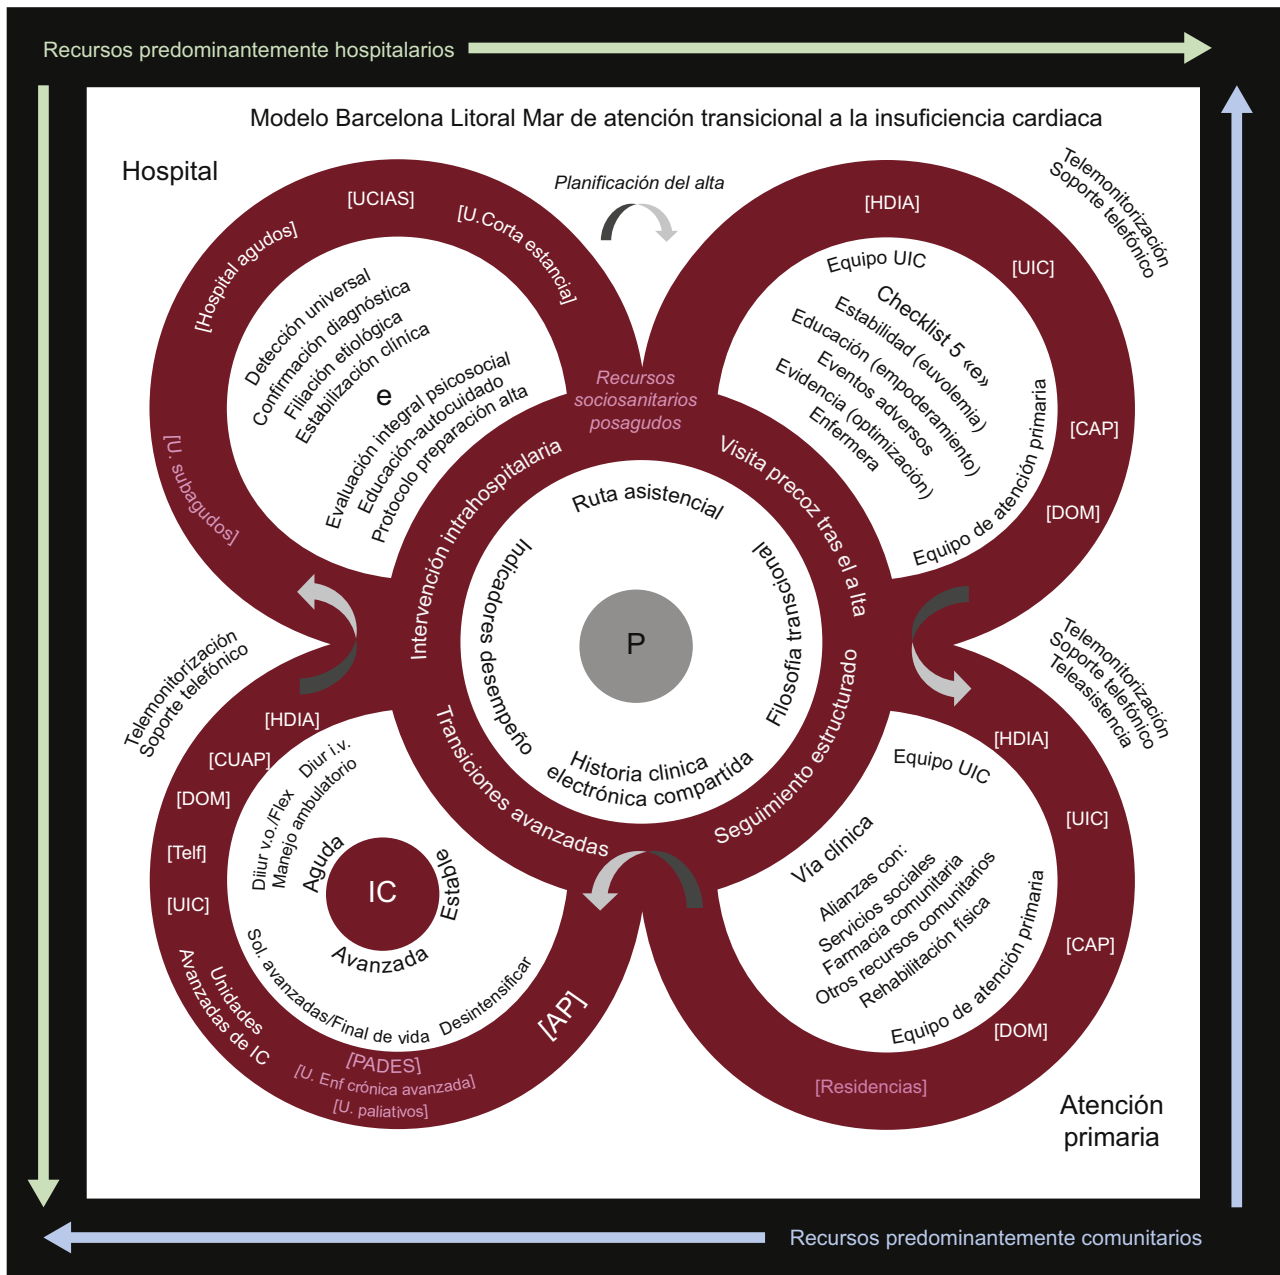 Recursos predominantemente hospitalarios
Modelo Barcelona Litoral Mar de atención transicional a la insuficiencia cardiaca
Hospital
Planificación del alta
Telemonitorización
Soporte telefónico
[U. subagudos]
[Hospital agudos]
[UCIAS]
[U.Corta estancia]
Detección universal
Confirmación diagnóstica
Filiación etiológica
Estabilización clínica
e
Evaluación integral psicosocial
Educación-autocuidado
Protocolo preparación alta
Recursos
sociosanitarios
posagudos
[HDIA]
[UIC]
[CAP]
[DOM]
Equipo UIC
Checklist 5 «e»
Estabilidad (euvolemia)
Educación (empoderamiento)
Eventos adversos
Evidencia (optimización)
Enfermera
Equipo de atención primaria
Intervención intrahospitalaria
Visita precoz tras el a lta
Seguimiento estructurado
Transiciones avanzadas
Ruta asistencial
Filosofía transcional
Historia clinica
electrónica compartída
Indicadores desempeño
P
Telemonitorización
Soporte telefónico
Telemonitorización
Soporte telefónico
Teleasistencia
[HDIA]
[CUAP]
[DOM]
[Telf]
[UIC]
Unidades
Avanzadas de IC
[PADES]
[U. Enf crónica avanzada]
[U. paliativos]
[AP]
Diur i.v.
Diiur v.o./Flex
Manejo ambulatorio
Aguda
Estable
Avanzada
IC
Sol. avanzadas/Final de vida
Desintensificar
[HDIA]
[UIC]
[CAP]
[DOM]
[Residencias]
Equipo UIC
Vía clínica
Alianzas con:
Servicios sociales
Farmacia comunitaria
Otros recursos comunitarios
Rehabilitación física
Equipo de atención primaria
Atención
primaria
Recursos predominantemente comunitarios